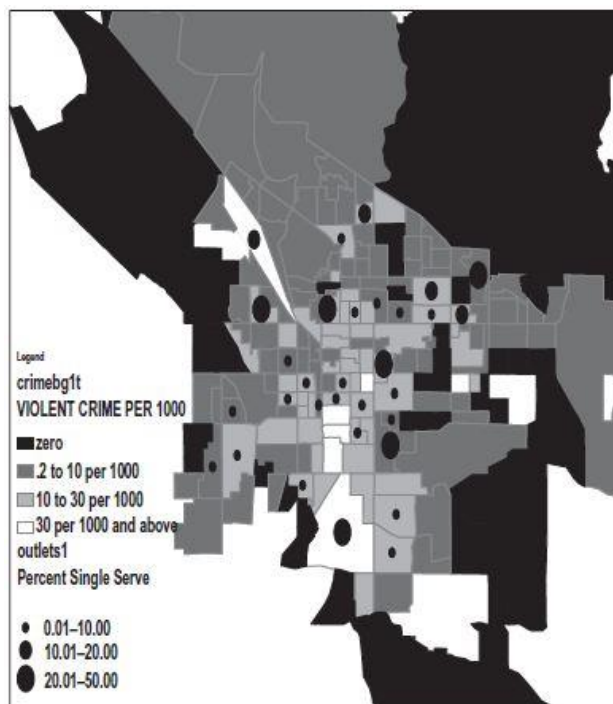 Legend
crimebg1t
VIOLENT CRIME PER 1000
zero
.2 to 10 per 1000
10 to 30 per 1000
30 per 1000 and above
outlets1
Percent Single Serve
0.01–10.00
10.01–20.00
20.01–50.00